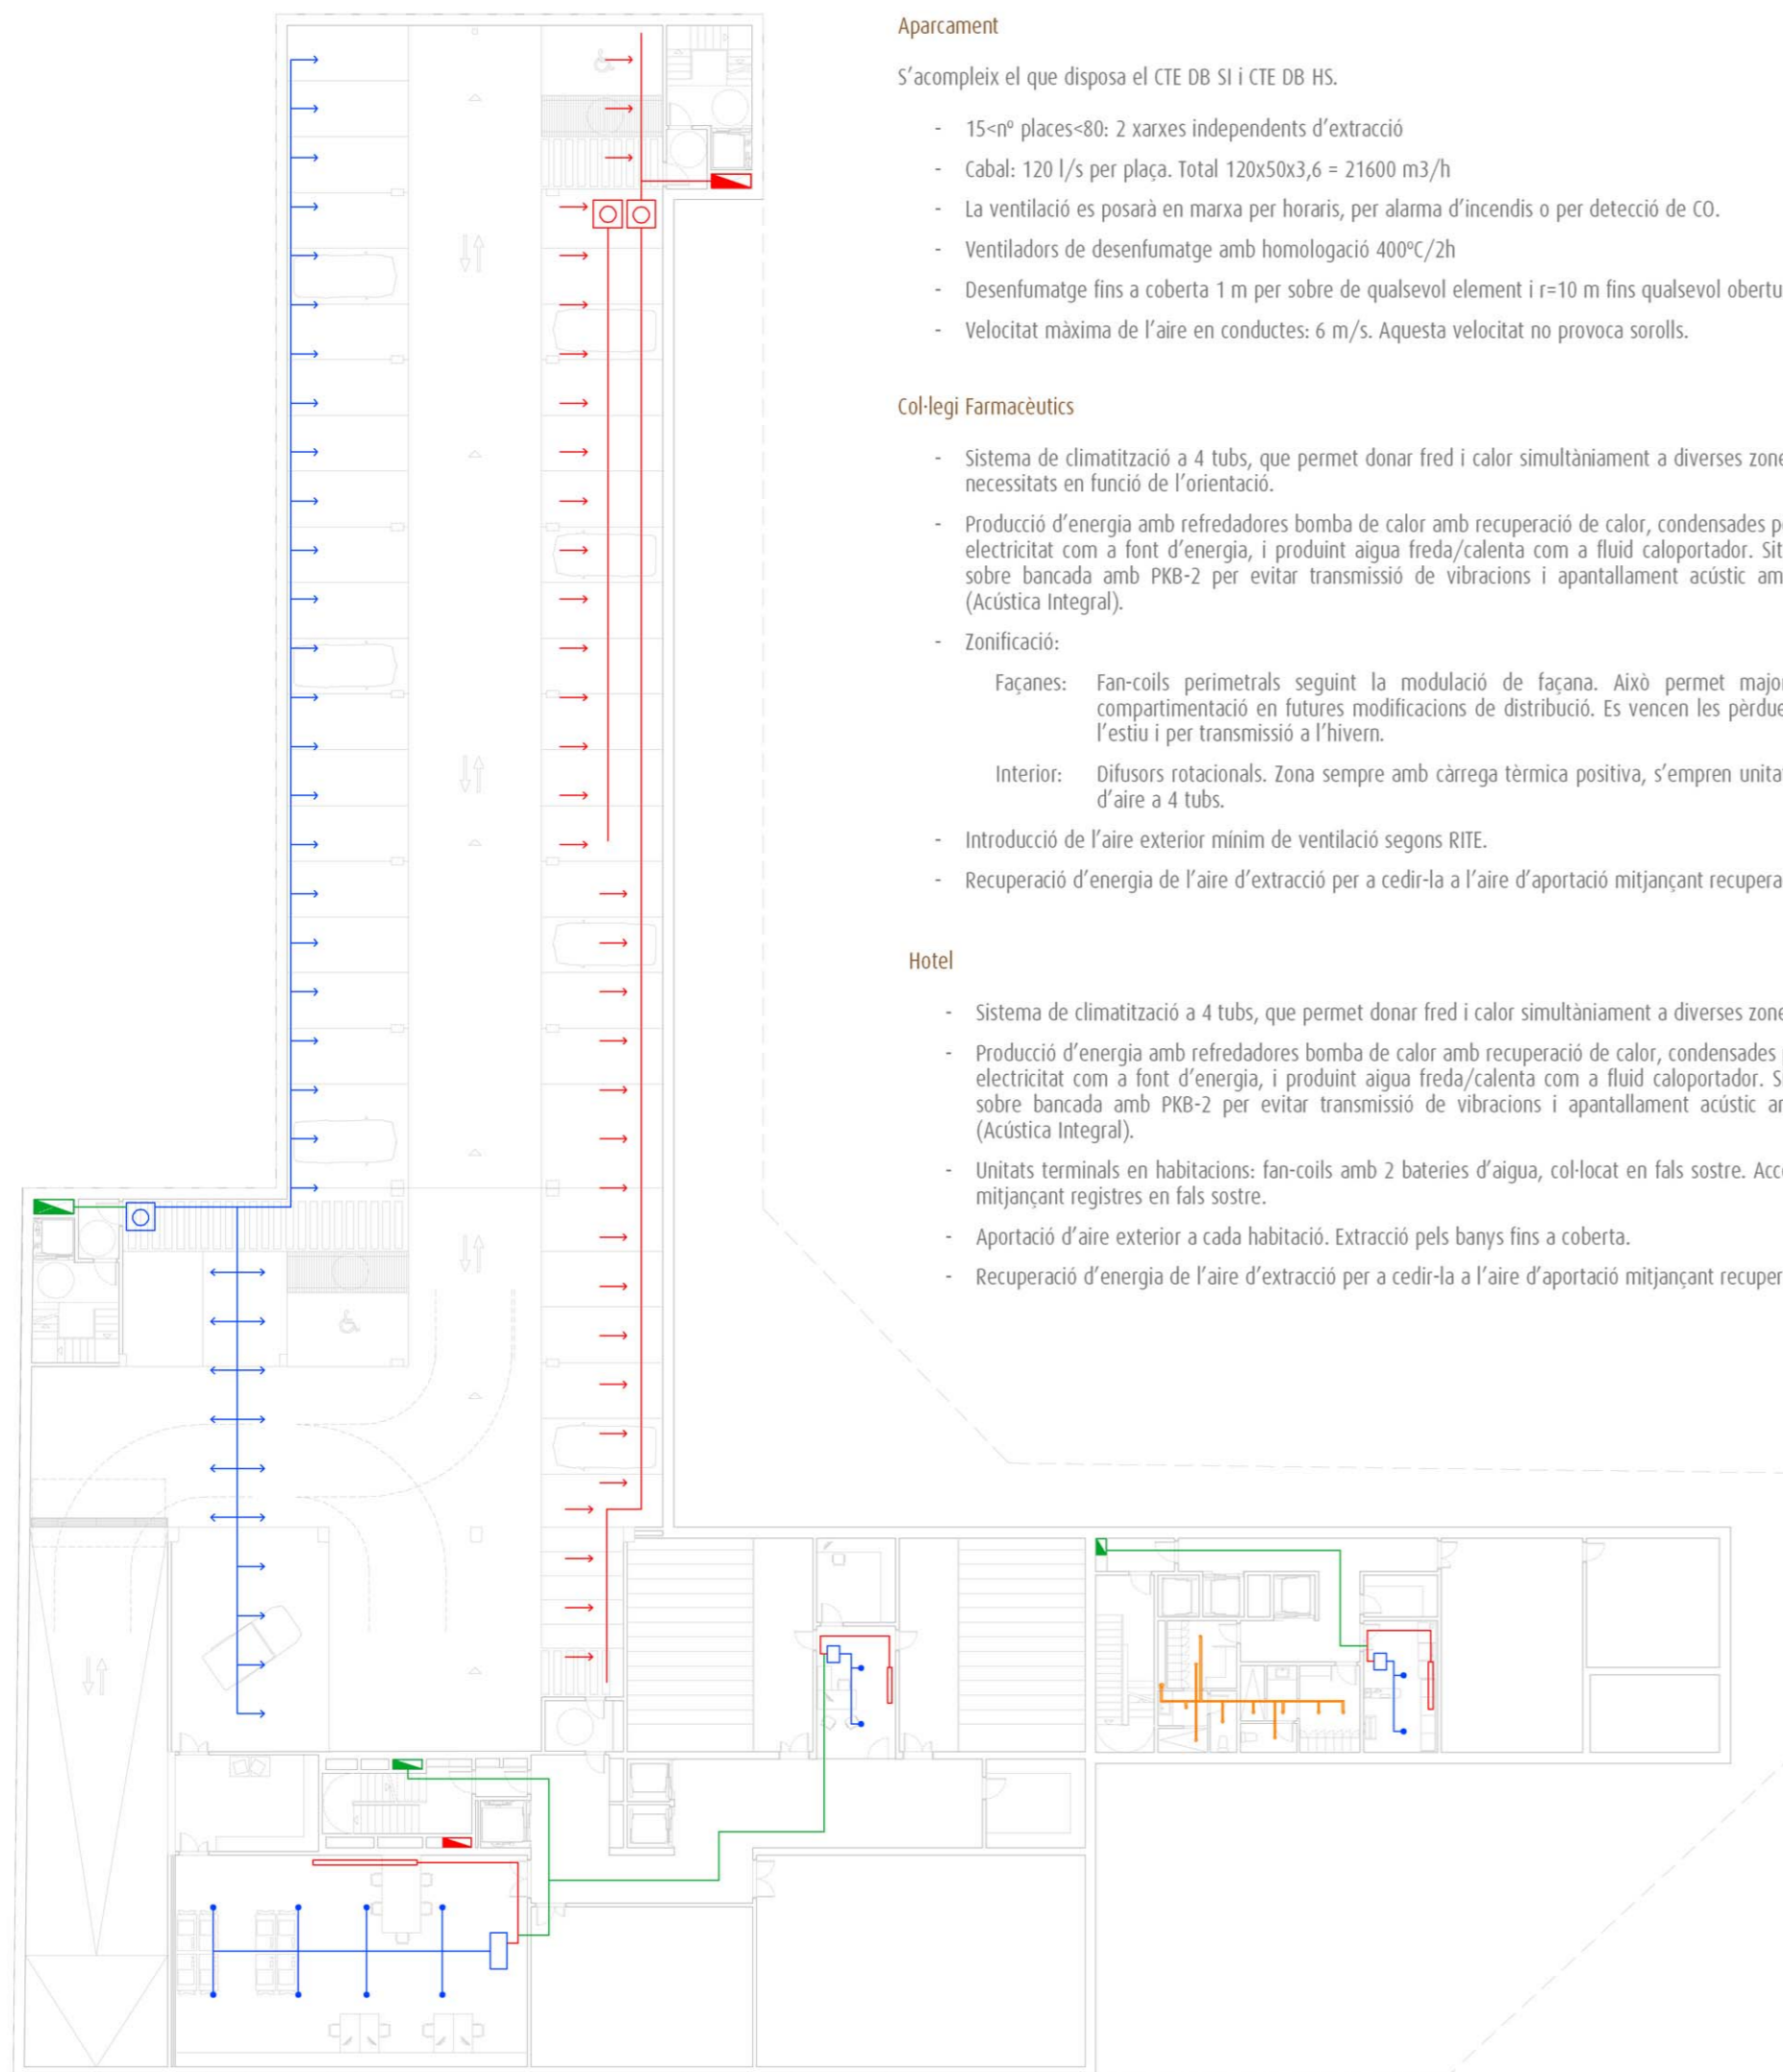 Aparcament
S'acompleix el que disposa el CTE DB SI i CTE DB HS.
- 15<nº places<80: 2 xarxes independents d'extracció
- Cabal: 120 l/s per plaça. Total 120x50x3,6 = 21600 m3/h
- La ventilació es posarà en marxa per horaris, per alarma d'incendis o per detecció de CO.
- Ventiladors de desenfumatge amb homologació 400ºC/2h
- Desenfumatge fins a coberta 1 m per sobre de qualsevol element i r=10 m fins qualsevol obertu
- Velocitat màxima de l'aire en conductes: 6 m/s. Aquesta velocitat no provoca sorolls.
Col·legi Farmacèutics
- Sistema de climatització a 4 tubs, que permet donar fred i calor simultàniament a diverses zone
necessitats en funció de l'orientació.
- Producció d'energia amb refredadores bomba de calor amb recuperació de calor, condensades p
electricitat com a font d'energia, i produint aigua freda/calenta com a fluid caloportador. Sit
sobre bancada amb PKB-2 per evitar transmissió de vibracions i apantallament acústic am
(Acústica Integral).
- Zonificació:
Façanes: Fan-coils perimetrals seguint la modulació de façana. Això permet major
compartimentació en futures modificacions de distribució. Es vencen les pèrdue
l'estiu i per transmissió a l'hivern.
Interior: Difusors rotacionals. Zona sempre amb càrrega tèrmica positiva, s'empren unita
d'aire a 4 tubs.
- Introducció de l'aire exterior mínim de ventilació segons RITE.
- Recuperació d'energia de l'aire d'extracció per a cedir-la a l'aire d'aportació mitjançant recupera
Hotel
- Sistema de climatització a 4 tubs, que permet donar fred i calor simultàniament a diverses zone
- Producció d'energia amb refredadores bomba de calor amb recuperació de calor, condensades p
electricitat com a font d'energia, i produint aigua freda/calenta com a fluid caloportador. S
sobre bancada amb PKB-2 per evitar transmissió de vibracions i apantallament acústic a
(Acústica Integral).
- Unitats terminals en habitacions: fan-coils amb 2 bateries d'aigua, col·locat en fals sostre. Acc
mitjançant registres en fals sostre.
- Aportació d'aire exterior a cada habitació. Extracció pels banys fins a coberta.
- Recuperació d'energia de l'aire d'extracció per a cedir-la a l'aire d'aportació mitjançant recuper